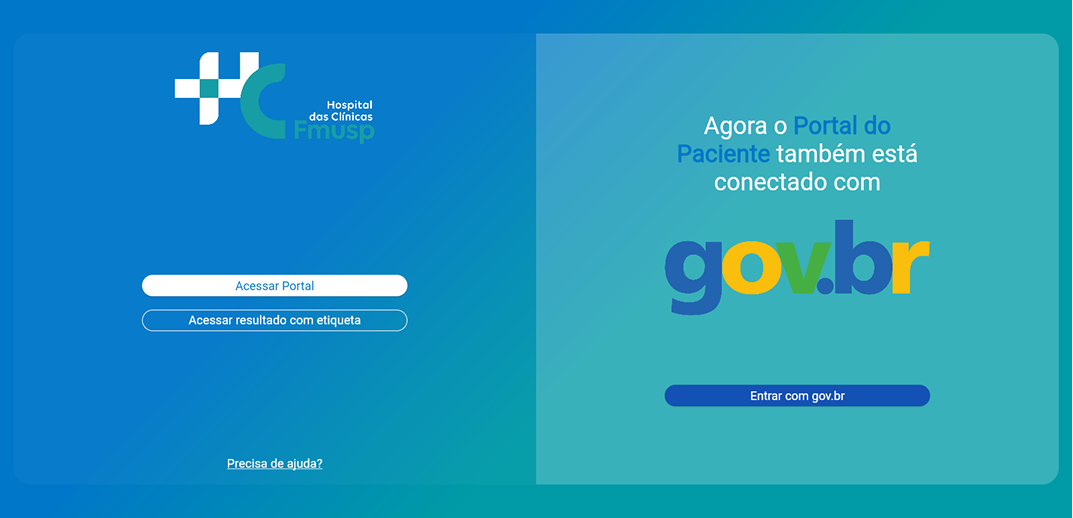 HC
Hospital
das Clínicas
Fmusp
Acessar Portal
Acessar resultado com etiqueta
Precisa de ajuda?
Agora o Portal do
Paciente também está
conectado com
gov.br
Entrar com gov.br